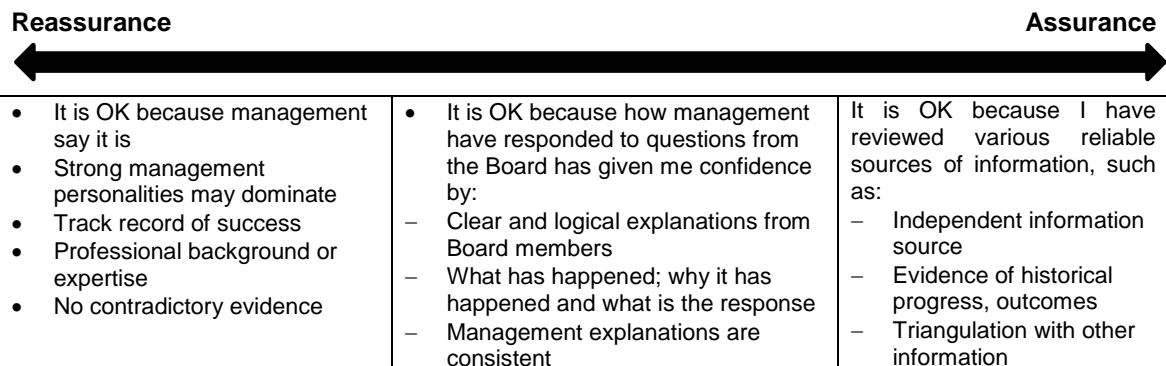 Reassurance Assurance
• It is OK because management
say it is
• Strong management
personalities may dominate
• Track record of success
• Professional background or
expertise
• No contradictory evidence
• It is OK because how management
have responded to questions from
the Board has given me confidence
by:
− Clear and logical explanations from
Board members
− What has happened; why it has
happened and what is the response
− Management explanations are
consistent
It is OK because I have
reviewed various reliable
sources of information, such
as:
− Independent information
source
− Evidence of historical
progress, outcomes
− Triangulation with other
information